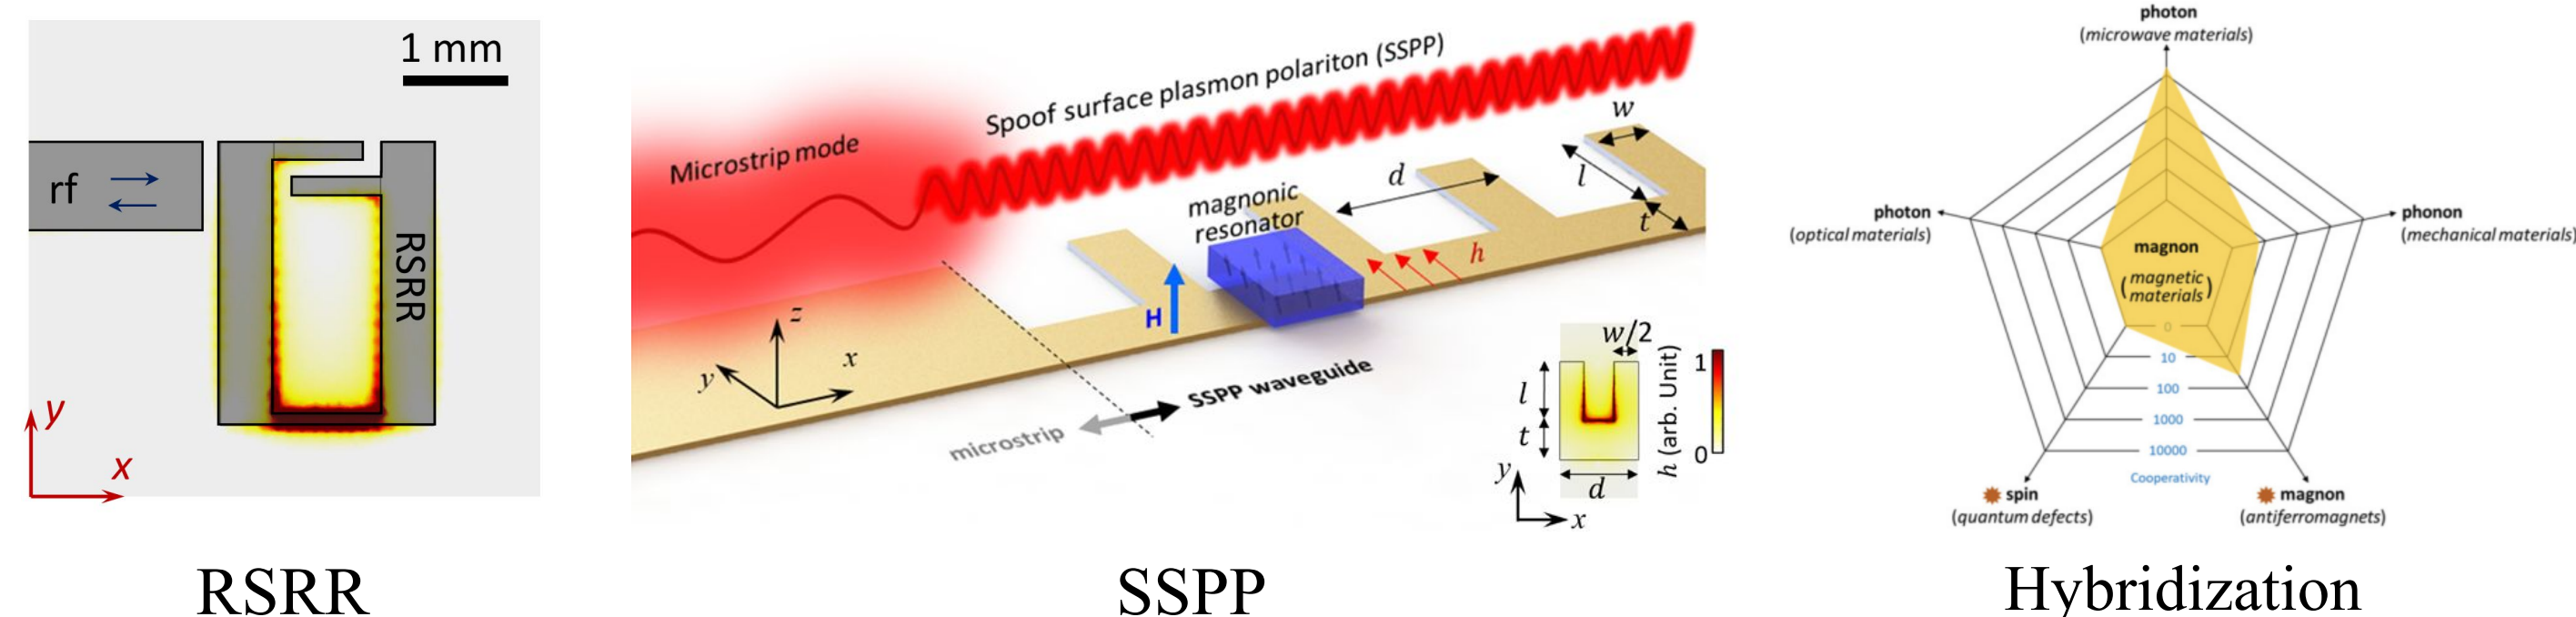 1 mm
rf
RSRR
y
x
RSRR
Microstrip mode
Spoof surface plasmon polariton (SSPP)
w
l
d
t
magnonic
resonator
h
H
z
y
x
microstrip
SSPP waveguide
w/2
l
t
d
y
x
h (arb. Unit)
1
0
SSPP
photon
(microwave materials)
photon
(optical materials)
phonon
(mechanical materials)
magnon
(magnetic
materials)
0
10
100
1000
10000
Cooperativity
spin
(quantum defects)
magnon
(antiferromagnets)
Hybridization